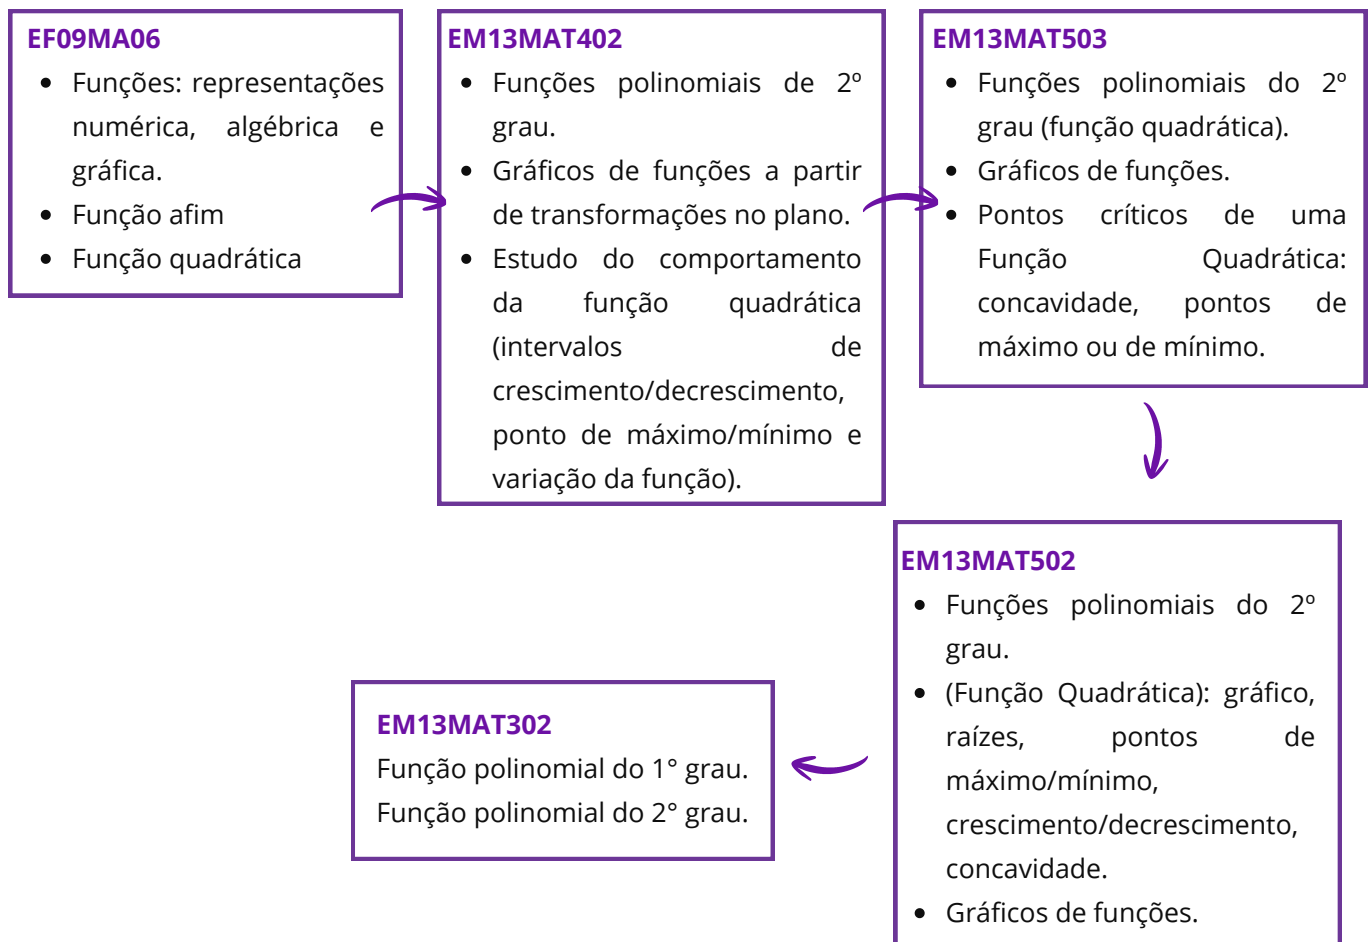 EF09MA06
• Funções: representações
numérica, algébrica e
gráfica.
• Função afim
• Função quadrática
EM13MAT402
• Funções polinomiais de 2º
grau.
• Gráficos de funções a partir
de transformações no plano.
• Estudo do comportamento
da função quadrática
(intervalos de
crescimento/decrescimento,
ponto de máximo/mínimo e
variação da função).
EM13MAT503
• Funções polinomiais do 2º
grau (função quadrática).
• Gráficos de funções.
• Pontos críticos de uma
Função Quadrática:
concavidade, pontos de
máximo ou de mínimo.
EM13MAT502
• Funções polinomiais do 2º
grau.
• (Função Quadrática): gráfico,
raízes, pontos de
máximo/mínimo,
crescimento/decrescimento,
concavidade.
• Gráficos de funções.
EM13MAT302
Função polinomial do 1° grau.
Função polinomial do 2° grau.